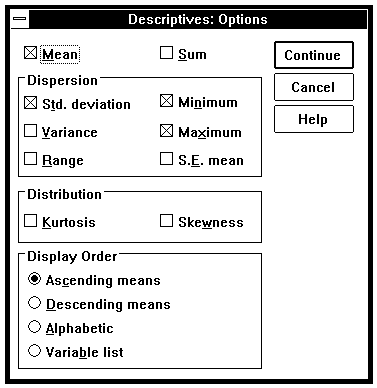 Descriptives: Options
Mean
Sum
Continue
Cancel
Help
Dispersion
Std. deviation
Minimum
Variance
Maximum
Range
S.E. mean
Distribution
Kurtosis
Skewness
Display Order
Ascending means
Descending means
Alphabetic
Variable list